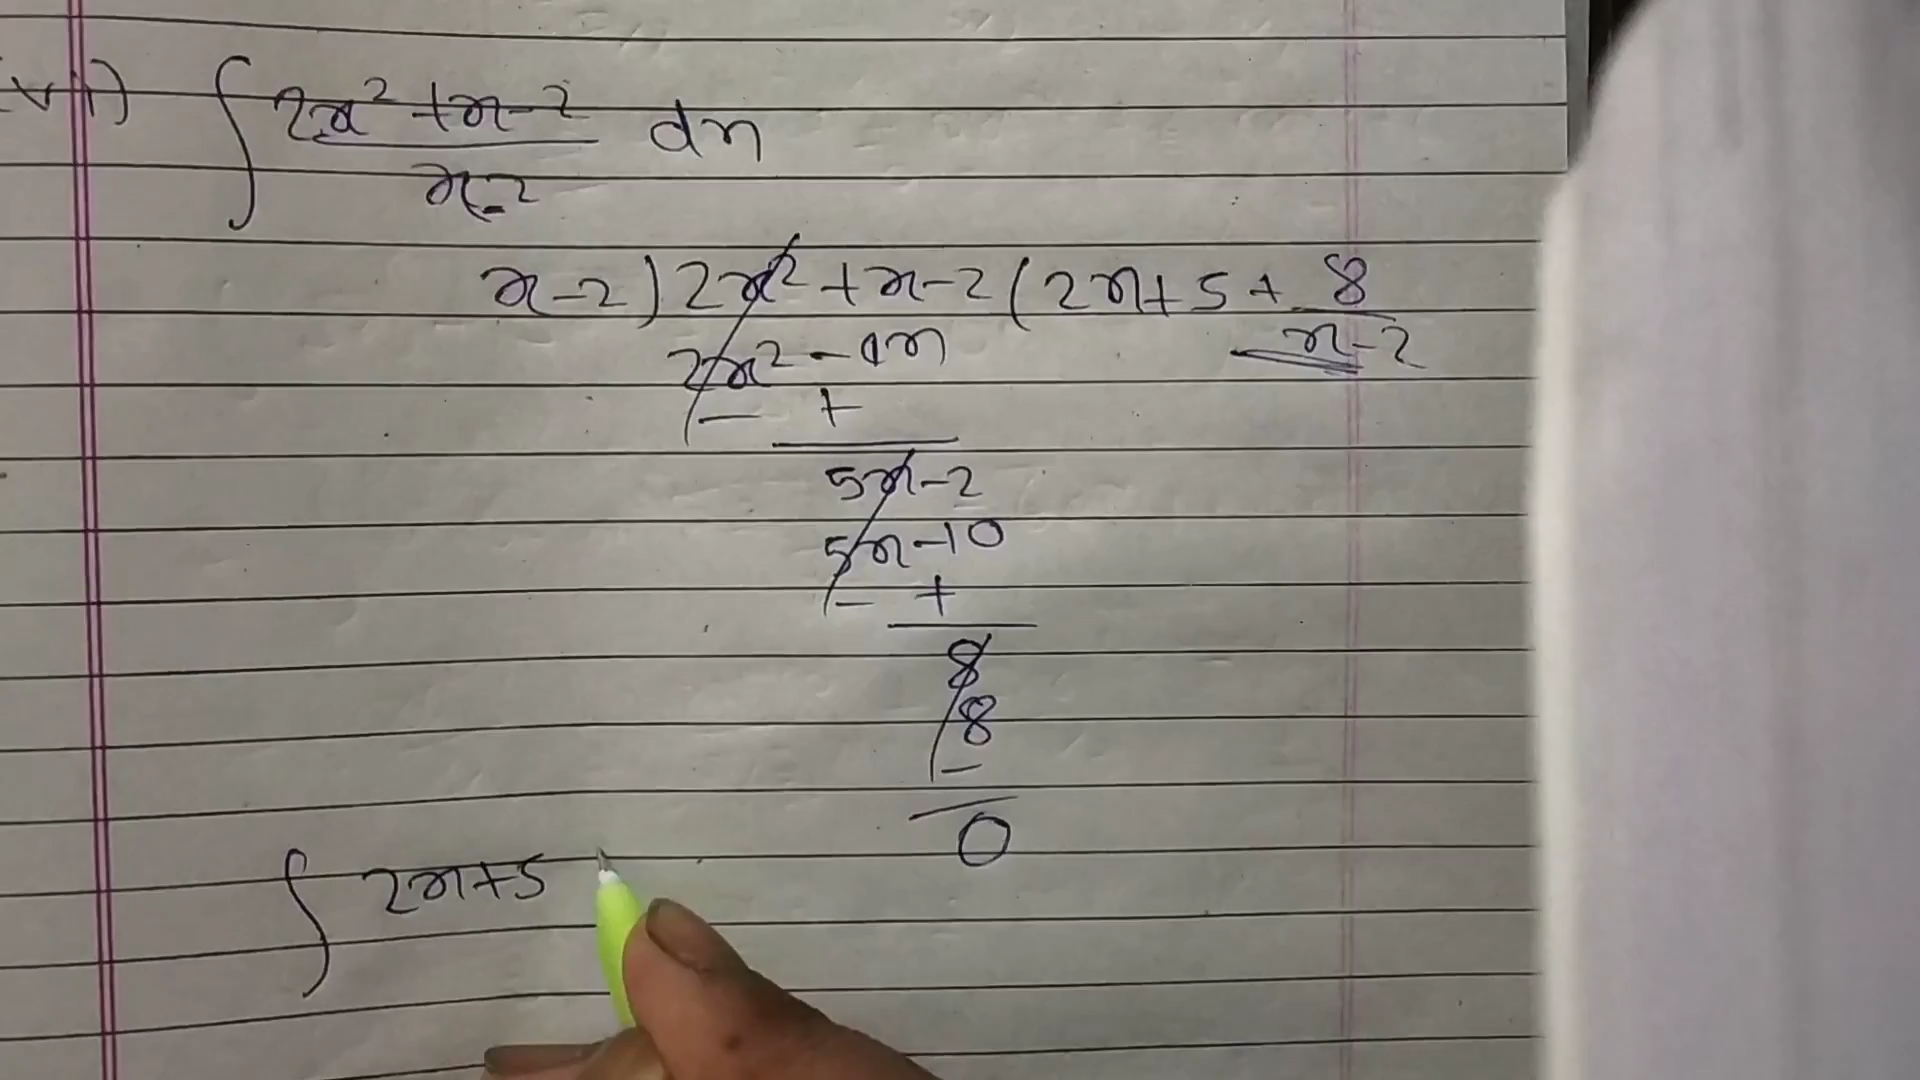 vi) ∫ 2x² + x - 2 / x - 2 dx
x - 2 ) 2x² + x - 2 ( 2x + 5 + 8 / x - 2
2x² - 4x
- +
5x - 2
5x - 10
- +
8
8
-
0
∫ 2x + 5